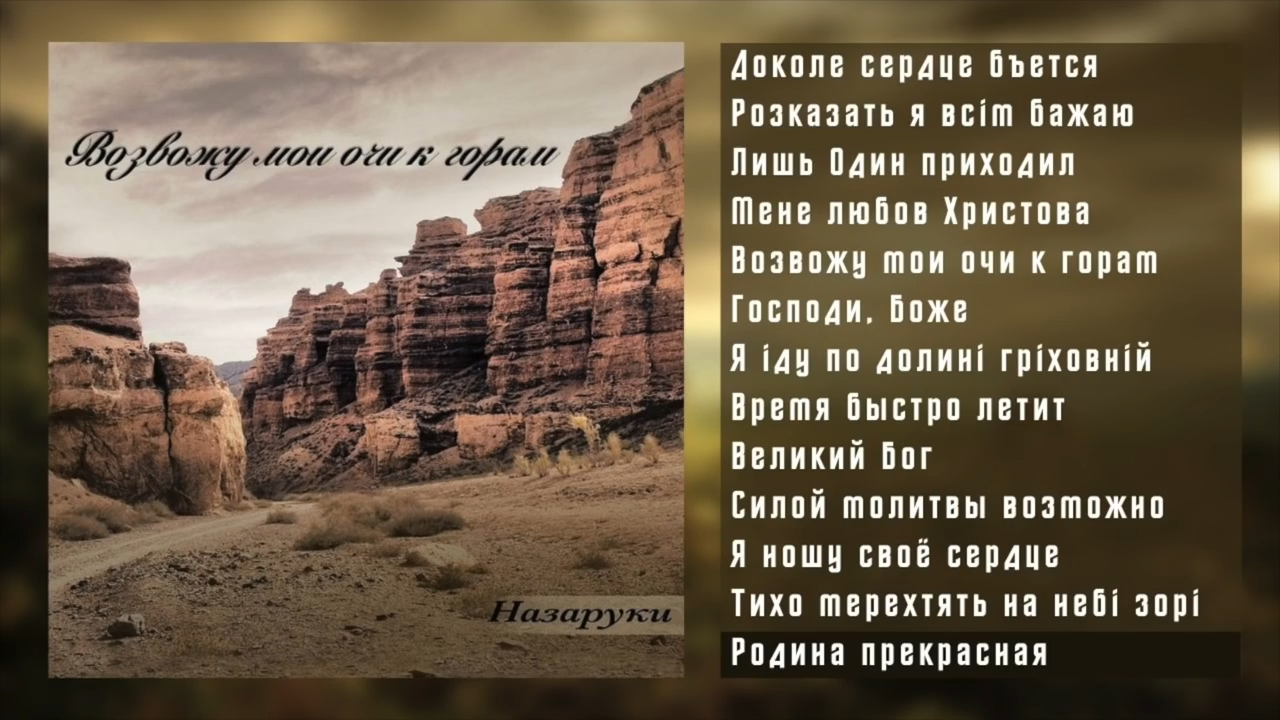 Возвожу мои очи к горам
Назаруки
Доколе сердце бъется
Розказать я всім бажаю
Лишь Один приходил
Мене любов Христова
Возвожу мои очи к горам
Господи, Боже
Я іду по долині гріховній
Время быстро летит
Великий Бог
Силой молитвы возможно
Я ношу своё сердце
Тихо мерехтять на небі зорі
Родина прекрасная